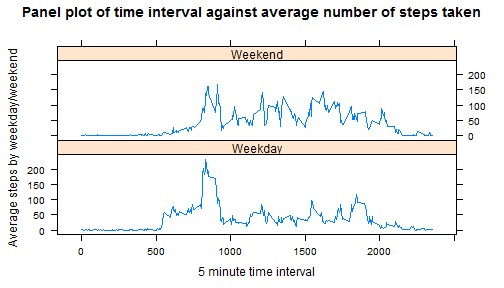 Panel plot of time interval against average number of steps taken
Weekend
200
150
100
50
0
Weekday
200
150
100
50
0
Average steps by weekday/weekend
0 500 1000 1500 2000
5 minute time interval